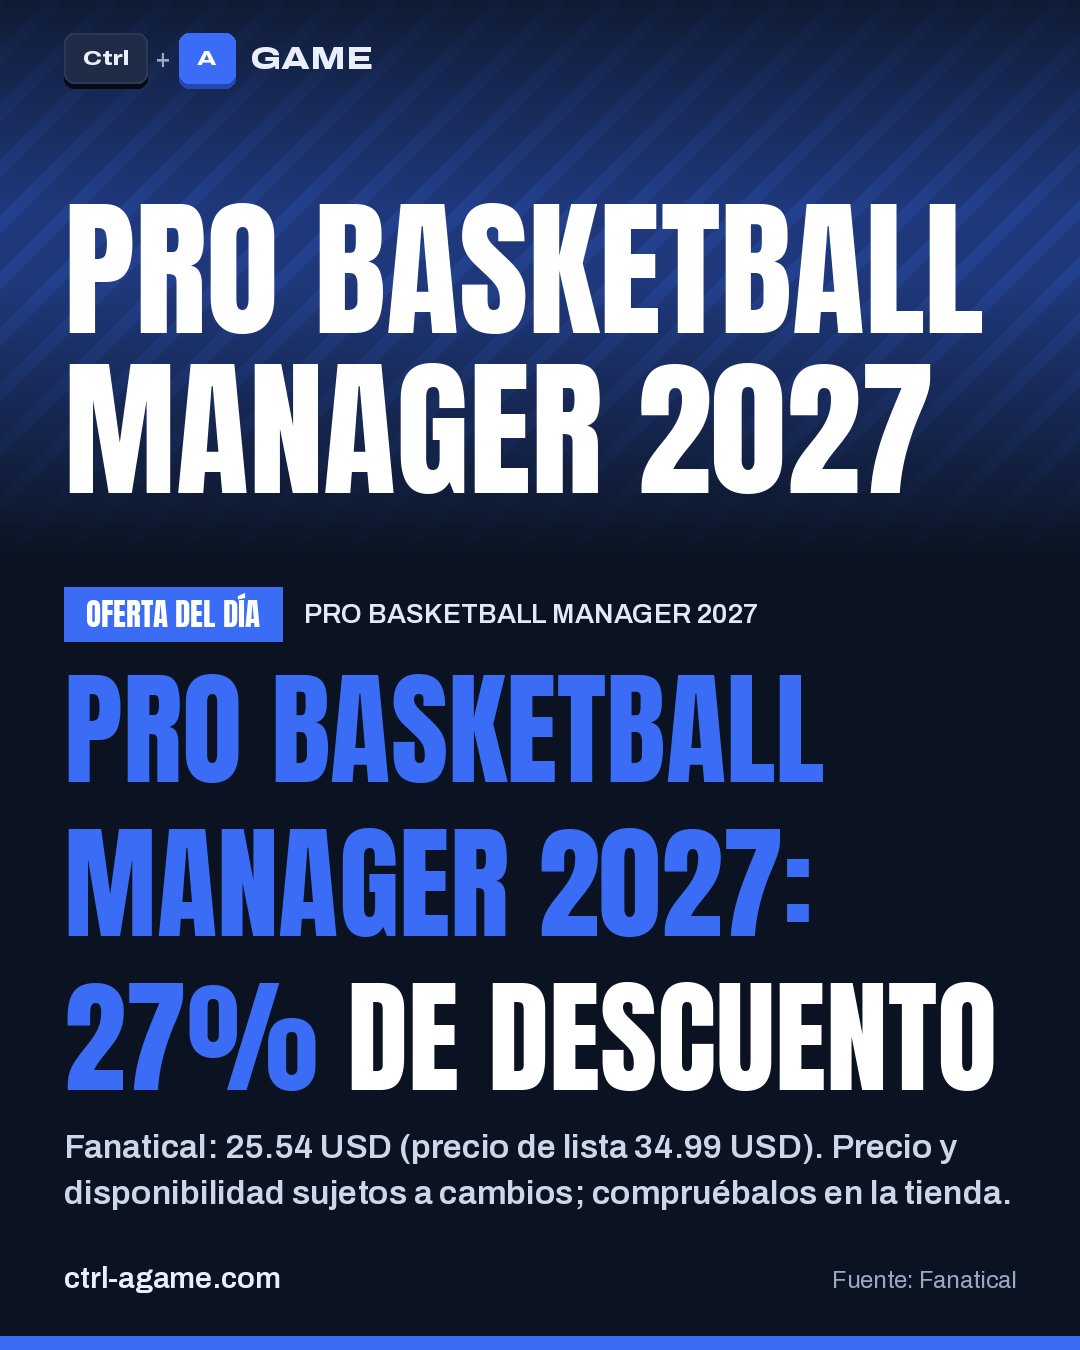 Ctrl + A GAME
PRO BASKETBALL
MANAGER 2027
OFERTA DEL DÍA PRO BASKETBALL MANAGER 2027
PRO BASKETBALL
MANAGER 2027:
27% DE DESCUENTO
Fanatical: 25.54 USD (precio de lista 34.99 USD). Precio y
disponibilidad sujetos a cambios; compruébalos en la tienda.
ctrl-agame.com Fuente: Fanatical